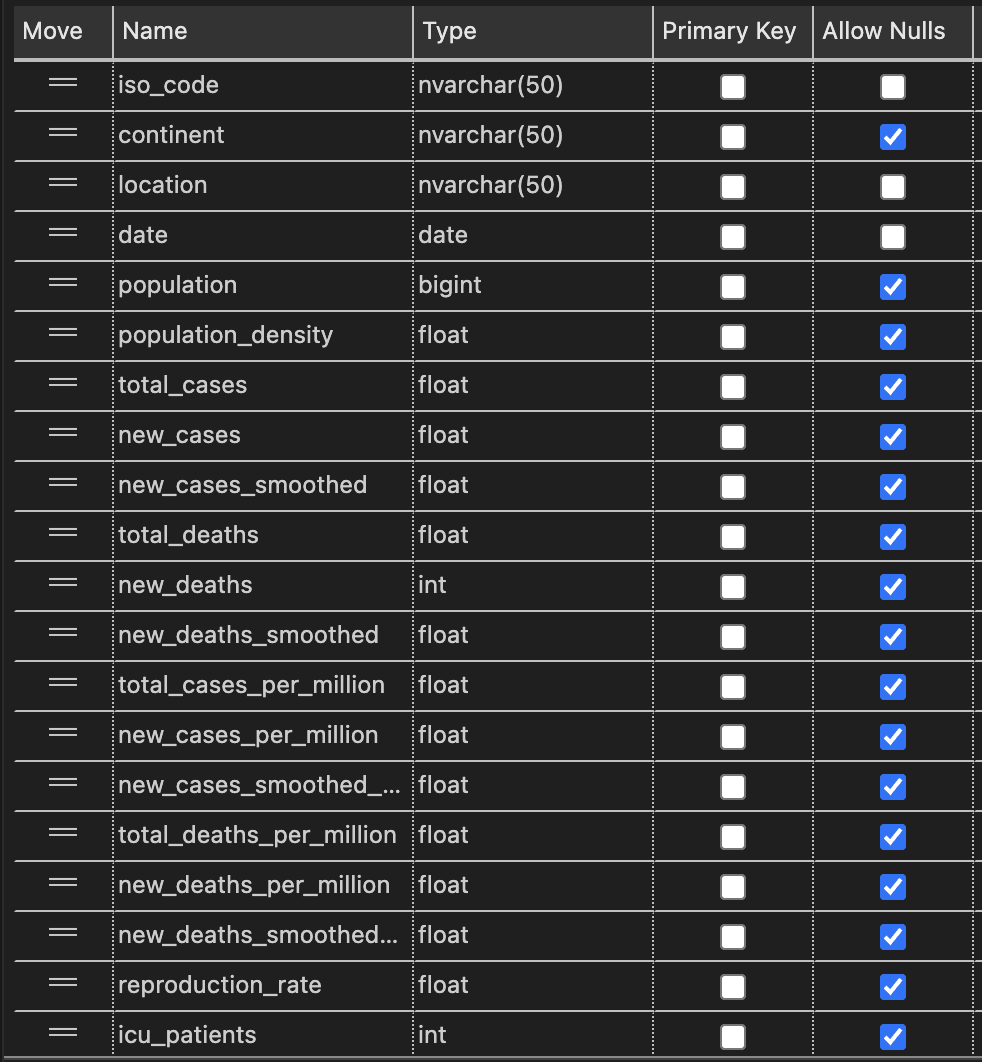 Move Name Type Primary Key Allow Nulls
iso_code nvarchar(50)
continent nvarchar(50)
location nvarchar(50)
date date
population bigint
population_density float
total_cases float
new_cases float
new_cases_smoothed float
total_deaths float
new_deaths int
new_deaths_smoothed float
total_cases_per_million float
new_cases_per_million float
new_cases_smoothed_... float
total_deaths_per_million float
new_deaths_per_million float
new_deaths_smoothed... float
reproduction_rate float
icu_patients int